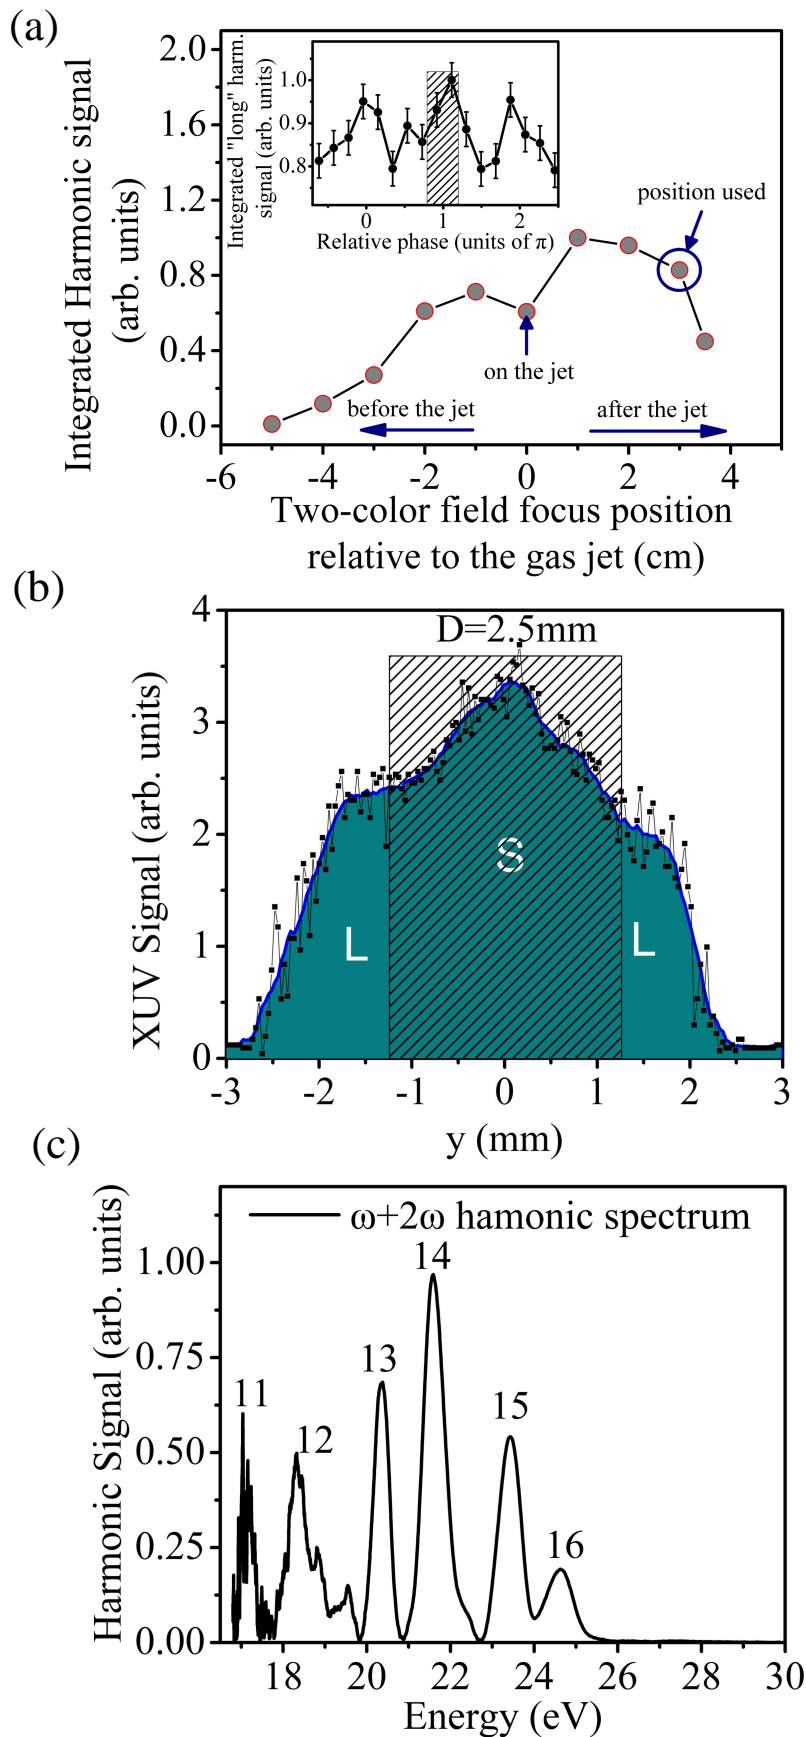 (a)
Integrated Harmonic signal
(arb. units)
2.0
1.6
1.2
0.8
0.4
0.0
Integrated "long" harm.
signal (arb. units)
1.0
0.9
0.8
0 1 2
Relative phase (units of π)
position used
on the jet
before the jet
after the jet
-6 -4 -2 0 2 4
Two-color field focus position
relative to the gas jet (cm)
(b)
XUV Signal (arb. units)
4
3
2
1
0
D=2.5mm
S
L
L
-3 -2 -1 0 1 2 3
y (mm)
(c)
Harmonic Signal (arb. units)
1.00
0.75
0.50
0.25
0.00
ω+2ω hamonic spectrum
14
13
11
15
12
16
18 20 22 24 26 28 30
Energy (eV)